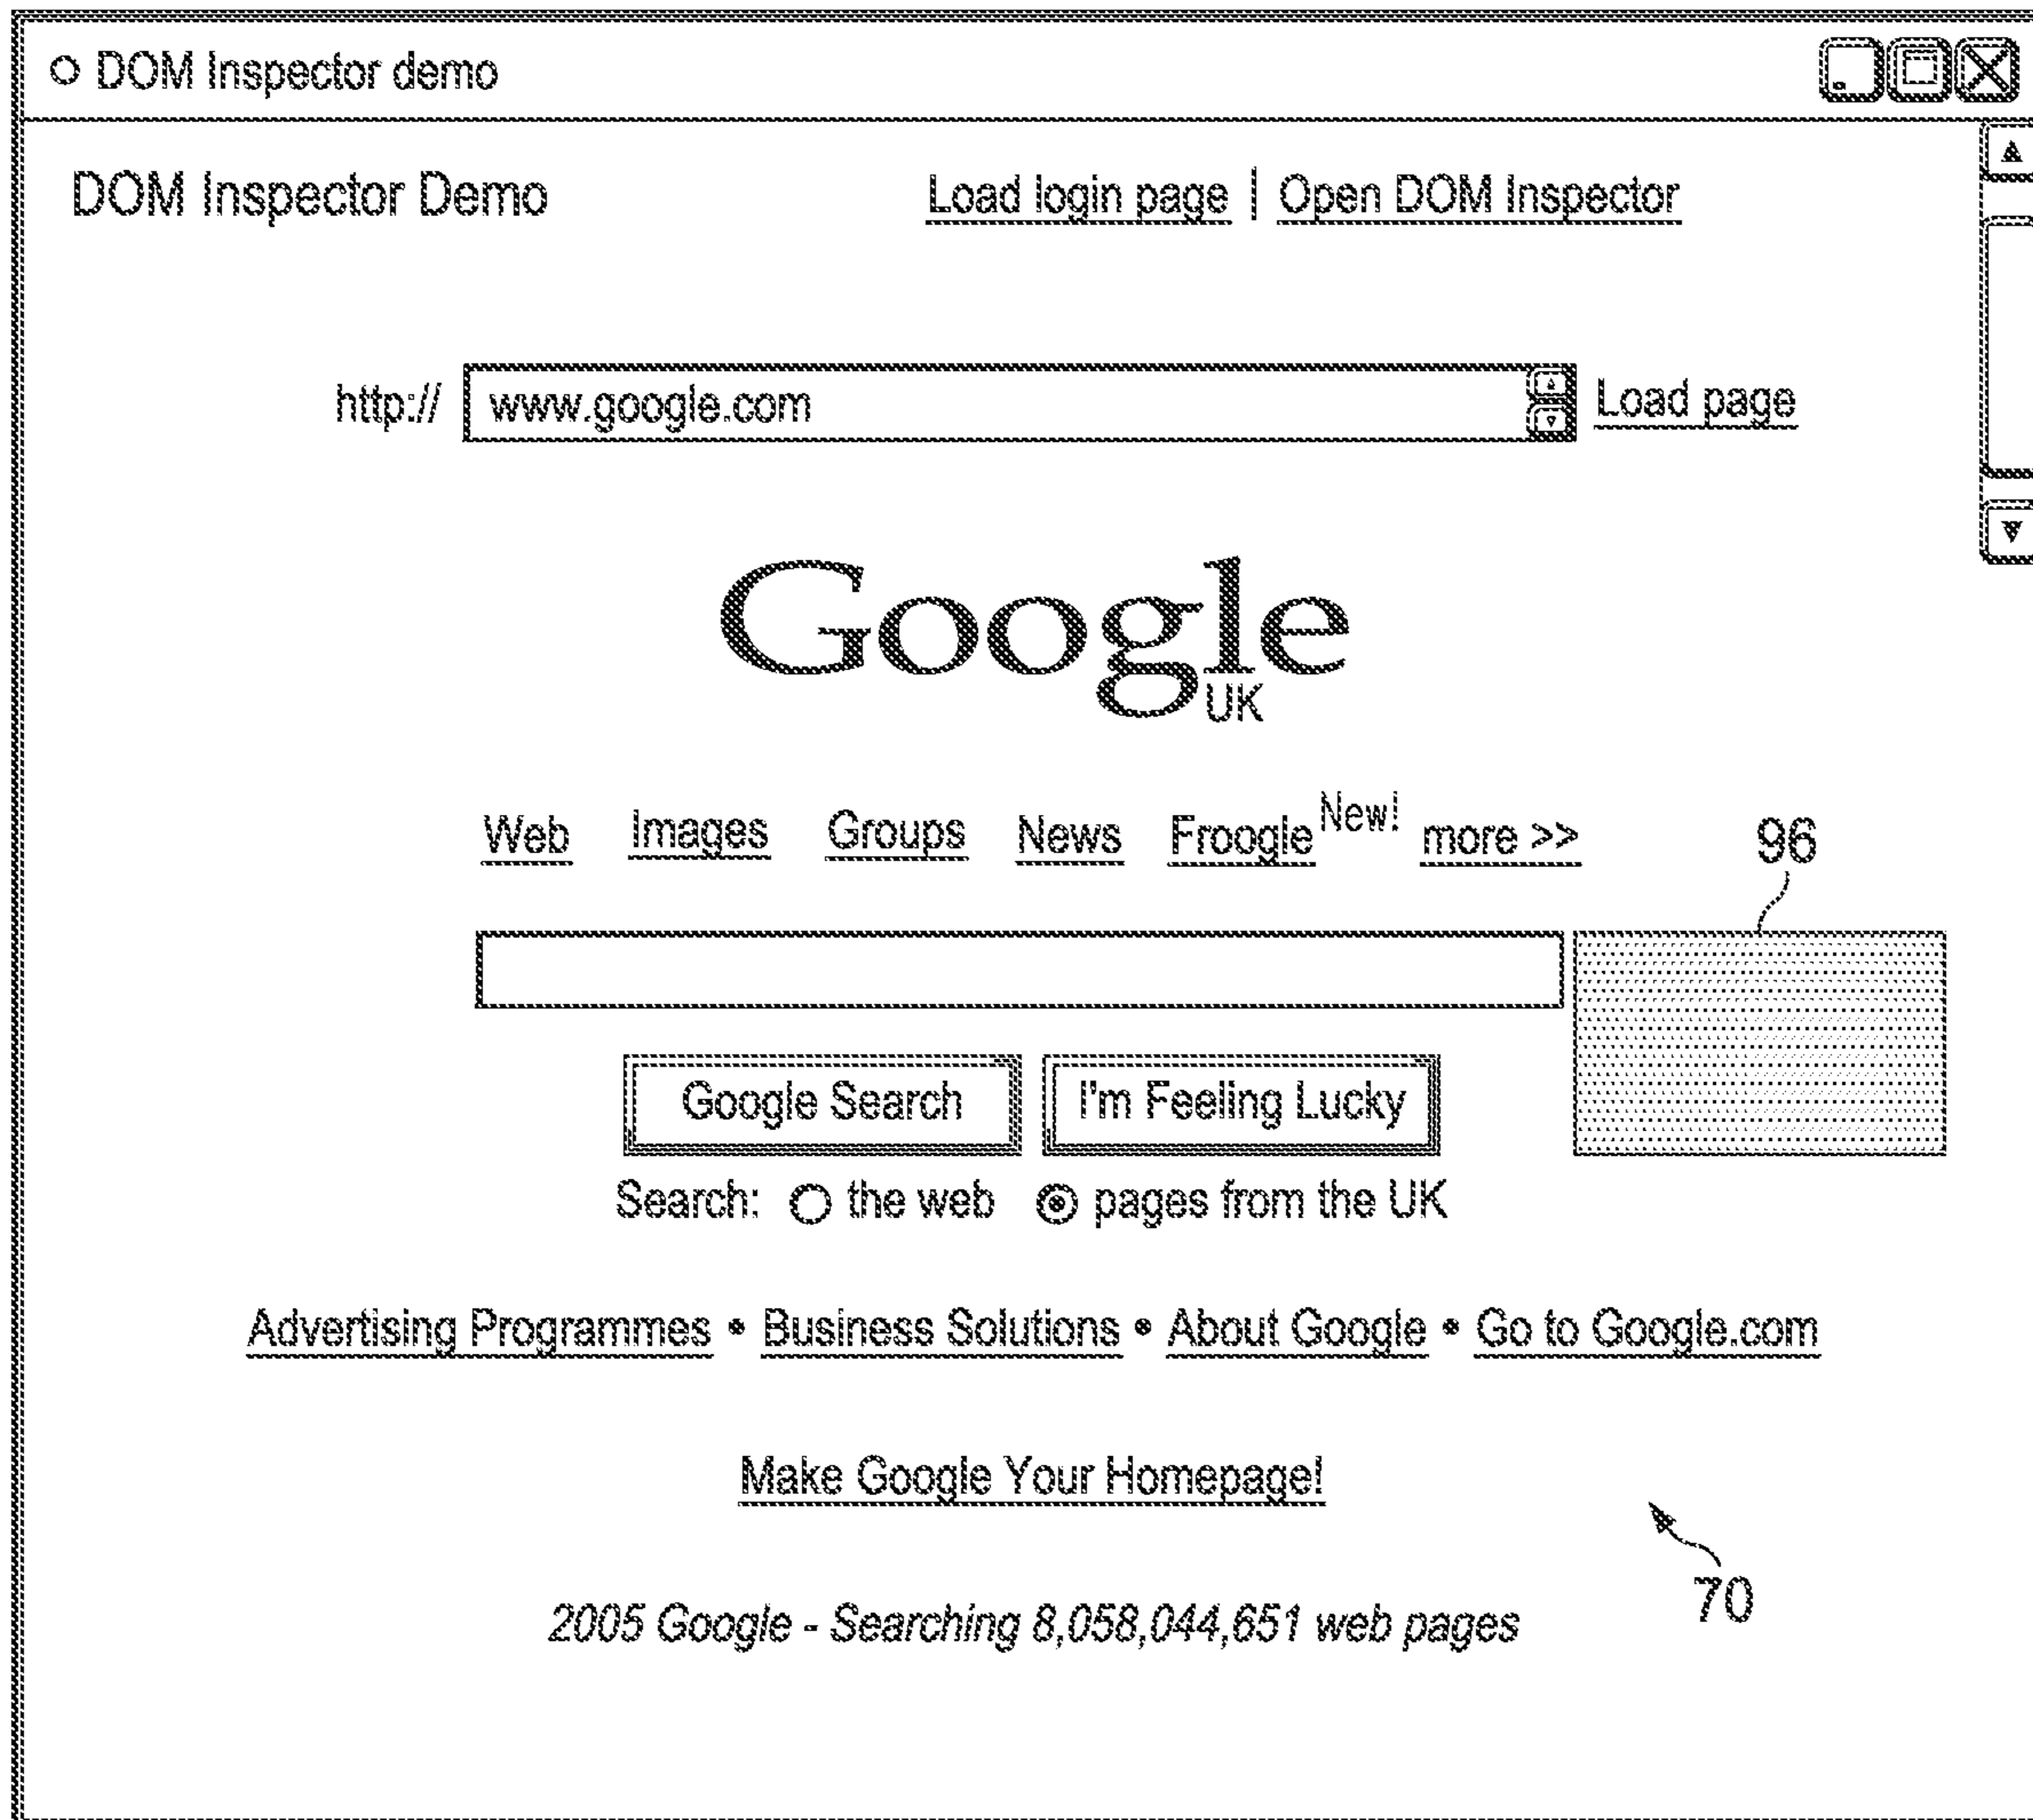 DOM Inspector demo
DOM Inspector Demo Load login page | Open DOM Inspector
http:// www.google.com Load page
Google
UK
Web Images Groups News Froogle New! more >>
96
Google Search I'm Feeling Lucky
Search: the web pages from the UK
Advertising Programmes • Business Solutions • About Google • Go to Google.com
Make Google Your Homepage!
70
2005 Google - Searching 8,058,044,651 web pages